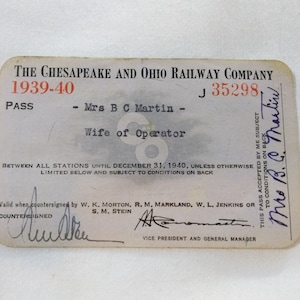 THE CHESAPEAKE AND OHIO RAILWAY COMPANY
1939-40 J 35298
PASS - Mrs B C Martin -
Wife of Operator
BETWEEN ALL STATIONS UNTIL DECEMBER 31, 1940, UNLESS OTHERWISE
LIMITED BELOW AND SUBJECT TO CONDITIONS ON BACK
Valid when countersigned by W. K. MORTON, R. M. MARKLAND, W. L. JENKINS OR
S. M. STEIN
COUNTERSIGNED
VICE PRESIDENT AND GENERAL MANAGER
THIS PASS ACCEPTED BY ME SUBJECT
TO CONDITIONS ON BACK
Mrs B. C. Martin